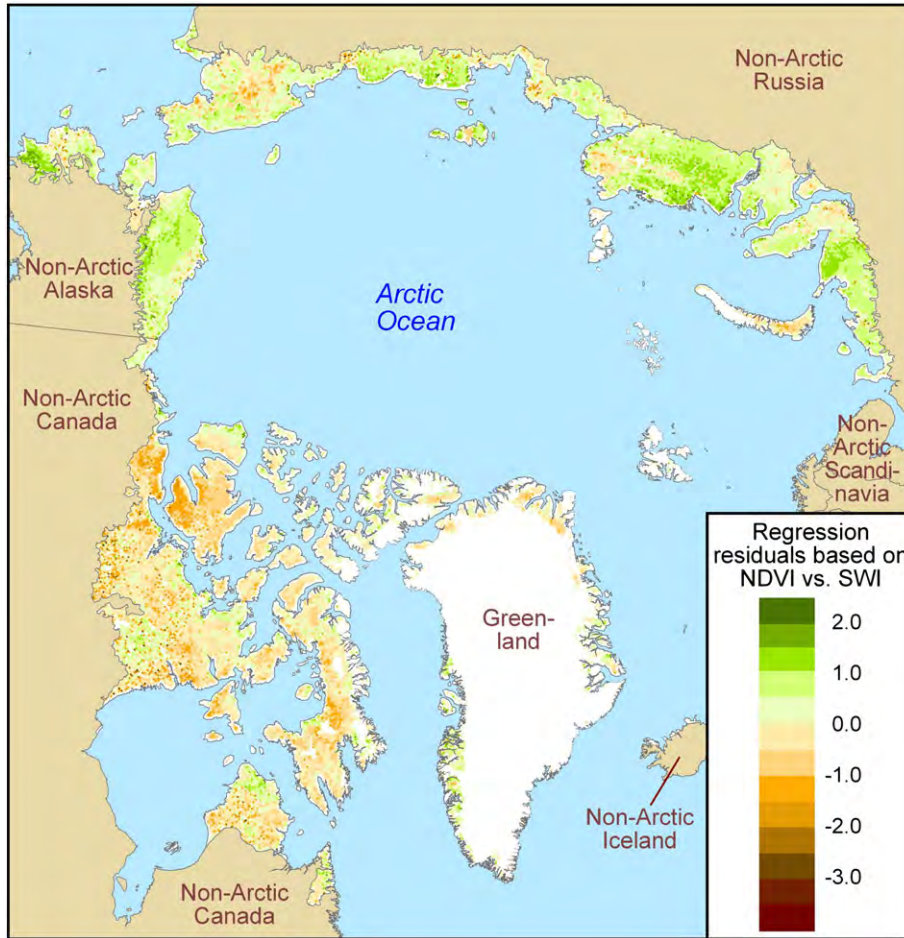 Non-Arctic
Russia
Non-Arctic
Alaska
Arctic
Ocean
Non-Arctic
Canada
Non-
Arctic
Scandi-
navia
Green-
land
Non-Arctic
Iceland
Non-Arctic
Canada
Regression
residuals based on
NDVI vs. SWI
2.0
1.0
0.0
-1.0
-2.0
-3.0